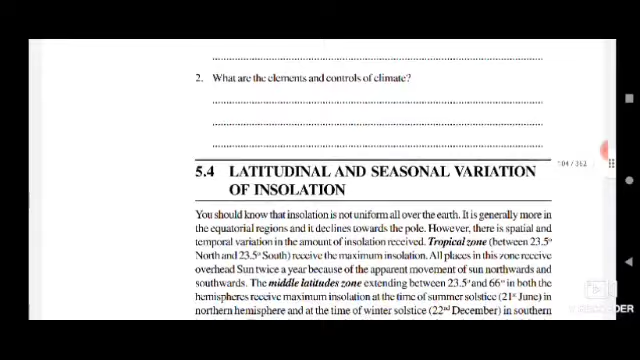 2. What are the elements and controls of climate?
104 / 362
5.4 LATITUDINAL AND SEASONAL VARIATION
OF INSOLATION
You should know that insolation is not uniform all over the earth. It is generally more in
the equatorial regions and it declines towards the pole. However, there is spatial and
temporal variation in the amount of insolation received. Tropical zone (between 23.5°
North and 23.5° South) receive the maximum insolation. All places in this zone receive
overhead Sun twice a year because of the apparent movement of sun northwards and
southwards. The middle latitudes zone extending between 23.5° and 66° in both the
hemispheres receive maximum insolation at the time of summer solstice (21st June) in
northern hemisphere and at the time of winter solstice (22nd December) in southern